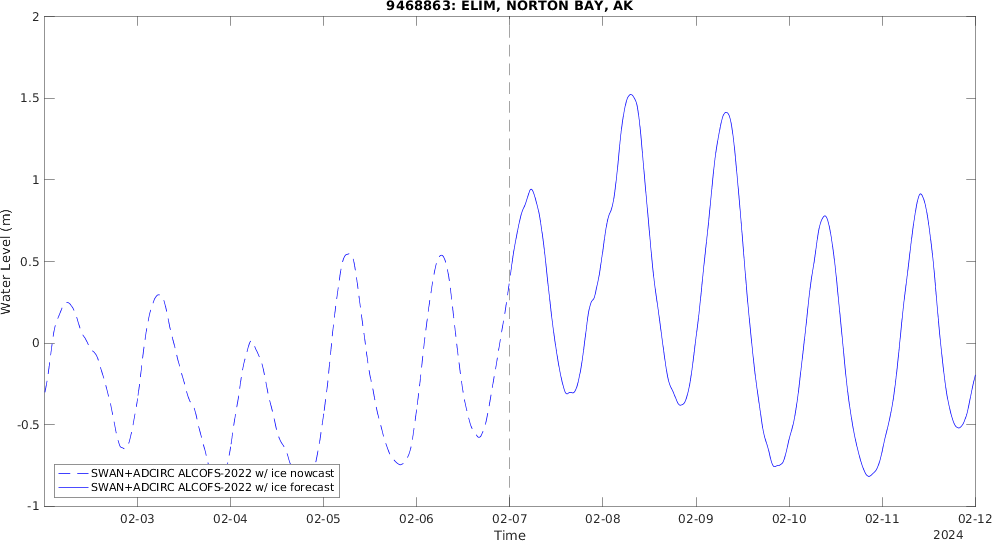 9468863: ELIM, NORTON BAY, AK
2
1.5
1
0.5
0
-0.5
-1
Water Level (m)
SWAN+ADCIRC ALCOFS-2022 w/ ice nowcast
SWAN+ADCIRC ALCOFS-2022 w/ ice forecast
02-03 02-04 02-05 02-06 02-07 02-08 02-09 02-10 02-11 02-12
Time
2024